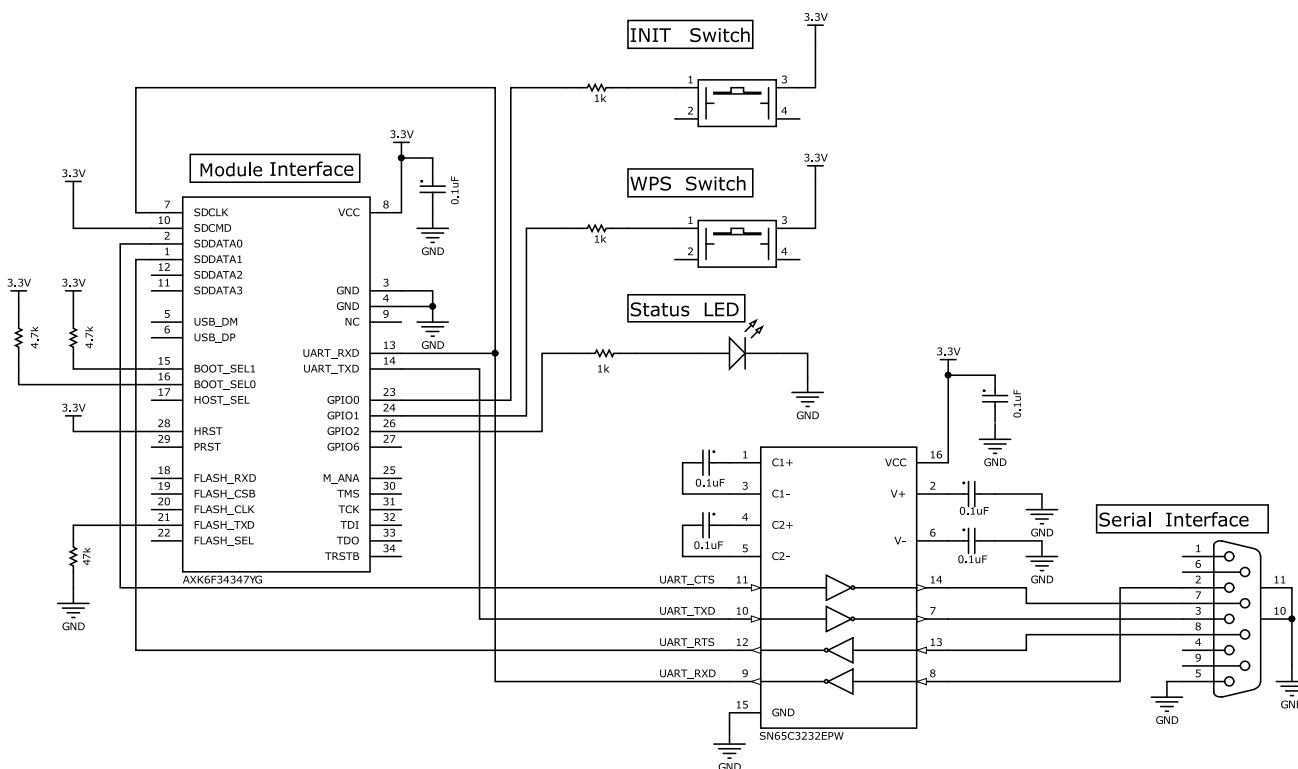 INIT Switch
3.3V
1
3
1k
2
4
3.3V
Module Interface
0.1uF
GND
WPS Switch
3.3V
1
3
1k
2
4
3.3V
7 SDCLK
10 SDCMD
2 SDDATA0
1 SDDATA1
12 SDDATA2
11 SDDATA3
5 USB_DM
6 USB_DP
15 BOOT_SEL1
16 BOOT_SEL0
17 HOST_SEL
28 HRST
29 PRST
18 FLASH_RXD
19 FLASH_CSB
20 FLASH_CLK
21 FLASH_TXD
22 FLASH_SEL
VCC 8
GND 3
GND 4
NC 9
UART_RXD 13
UART_TXD 14
GPIO0 23
GPIO1 24
GPIO2 26
GPIO6 27
M_ANA 25
TMS 30
TCK 31
TDI 32
TDO 33
TRSTB 34
AXK6F34347YG
GND
3.3V
3.3V
4.7k
4.7k
3.3V
47k
GND
Status LED
1k
GND
3.3V
0.1uF
GND
1 C1+
3 C1-
4 C2+
5 C2-
0.1uF
0.1uF
VCC 16
V+ 2
V- 6
0.1uF
GND
0.1uF
GND
UART_CTS 11
14
UART_TXD 10
7
UART_RTS 12
13
UART_RXD 9
8
15 GND
GND
SN65C3232EPW
Serial Interface
1
6
2
7
3
8
4
9
5
11
10
GND
GN